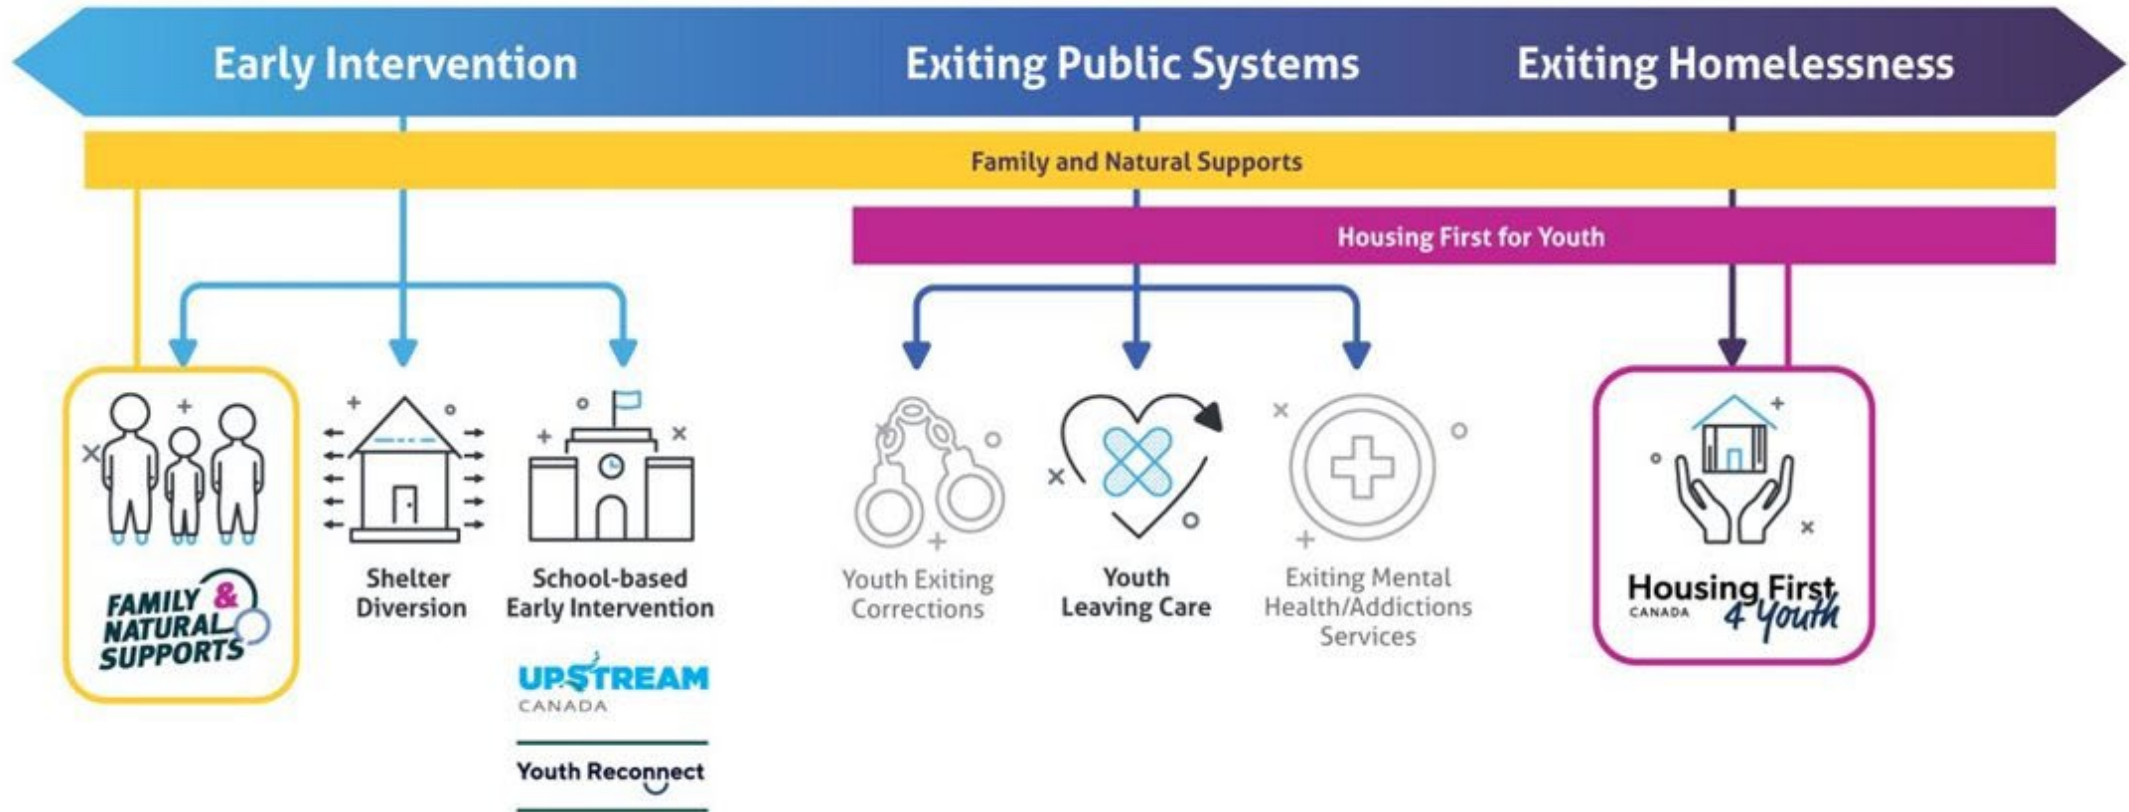 Early Intervention
Exiting Public Systems
Exiting Homelessness
Family and Natural Supports
Housing First for Youth
FAMILY &
NATURAL
SUPPORTS
Shelter
Diversion
School-based
Early Intervention
UPSTREAM
CANADA
Youth Reconnect
Youth Exiting
Corrections
Youth
Leaving Care
Exiting Mental
Health/Addictions
Services
Housing First
CANADA 4 Youth